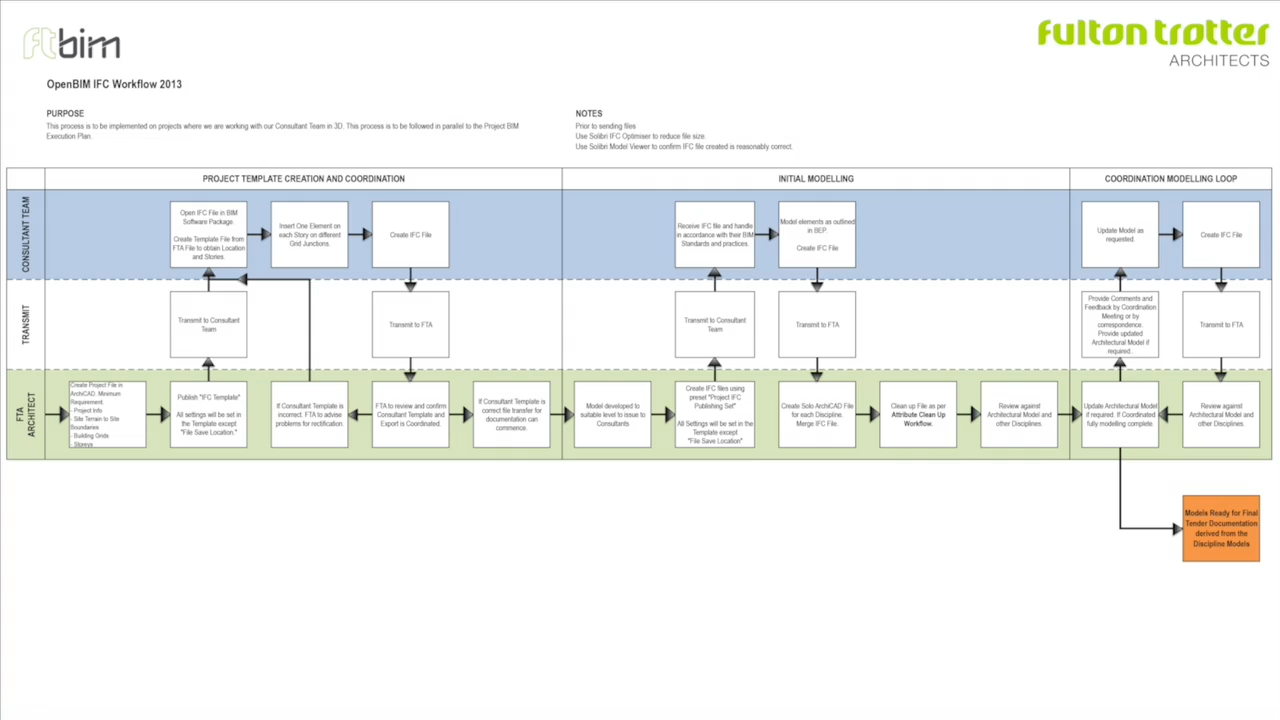 ftbim
fulton trotter
ARCHITECTS
OpenBIM IFC Workflow 2013
PURPOSE
This process is to be implemented on projects where we are working with our Consultant Team in 3D. This process is to be followed in parallel to the Project BIM
Execution Plan.
NOTES
Prior to sending files
Use Solibri IFC Optimiser to reduce file size.
Use Solibri Model Viewer to confirm IFC file created is reasonably correct.
PROJECT TEMPLATE CREATION AND COORDINATION
INITIAL MODELLING
COORDINATION MODELLING LOOP
CONSULTANT TEAM
Open IFC File in BIM
Software Package.
Create Template File from
FTA File to obtain Location
and Stories.
Insert One Element on
each Story on different
Grid Junctions.
Create IFC File
Receive IFC file and handle
in accordance with their BIM
Standards and practices.
Model elements as outlined
in BEP.
Create IFC File
Update Model as
requested.
Create IFC File
TRANSMIT
Transmit to Consultant
Team
Transmit to FTA
Transmit to Consultant
Team
Transmit to FTA
Provide Comments and
Feedback by Coordination
Meeting or by
correspondence.
Provide updated
Architectural Model if
required.
Transmit to FTA
FTA
ARCHITECT
Create Project File in
ArchiCAD. Minimum
Requirement.
- Project Info
- Site Terrain to Site
Boundaries
- Building Grids
- Storeys
Publish "IFC Template"
All settings will be set in
the Template except
"File Save Location."
If Consultant Template is
incorrect. FTA to advise
problems for rectification.
FTA to review and confirm
Consultant Template and
Export is Coordinated.
If Consultant Template is
correct file transfer for
documentation can
commence.
Model developed to
suitable level to issue to
Consultants
Create IFC files using
preset "Project IFC
Publishing Set"
All Settings will be set in the
Template except
"File Save Location"
Create Solo ArchiCAD File
for each Discipline.
Merge IFC File.
Clean up File as per
Attribute Clean Up
Workflow.
Review against
Architectural Model and
other Disciplines.
Update Architectural Model
if required. If Coordinated
fully modelling complete.
Review against
Architectural Model and
other Disciplines.
Models Ready for Final
Tender Documentation
derived from the
Discipline Models